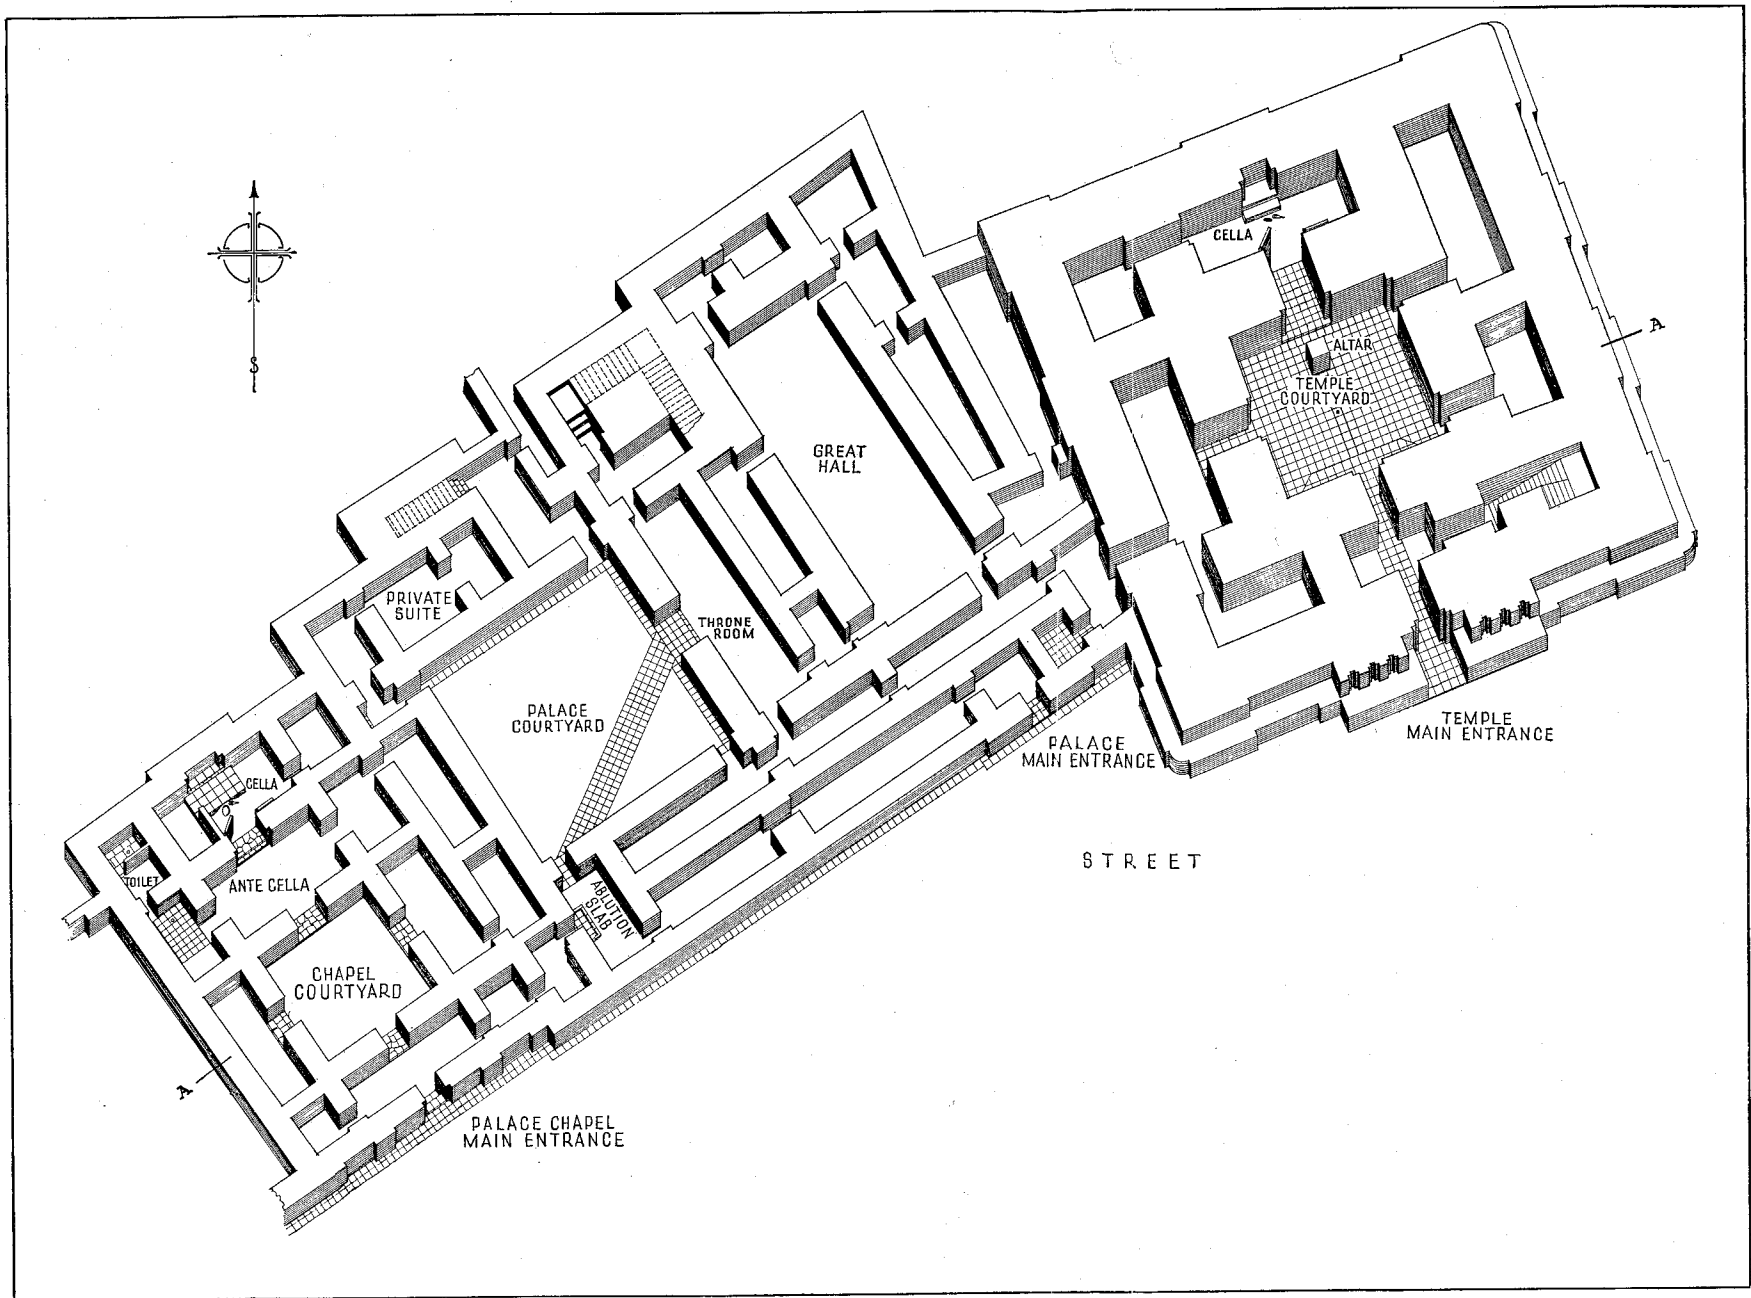 S
CELLA
A
ALTAR
TEMPLE
COURTYARD
GREAT
HALL
PRIVATE
SUITE
THRONE
ROOM
PALACE
COURTYARD
TEMPLE
MAIN ENTRANCE
PALACE
MAIN ENTRANCE
CELLA
STREET
TOILET
ANTE CELLA
ABLUTION
SLAB
CHAPEL
COURTYARD
A
PALACE CHAPEL
MAIN ENTRANCE